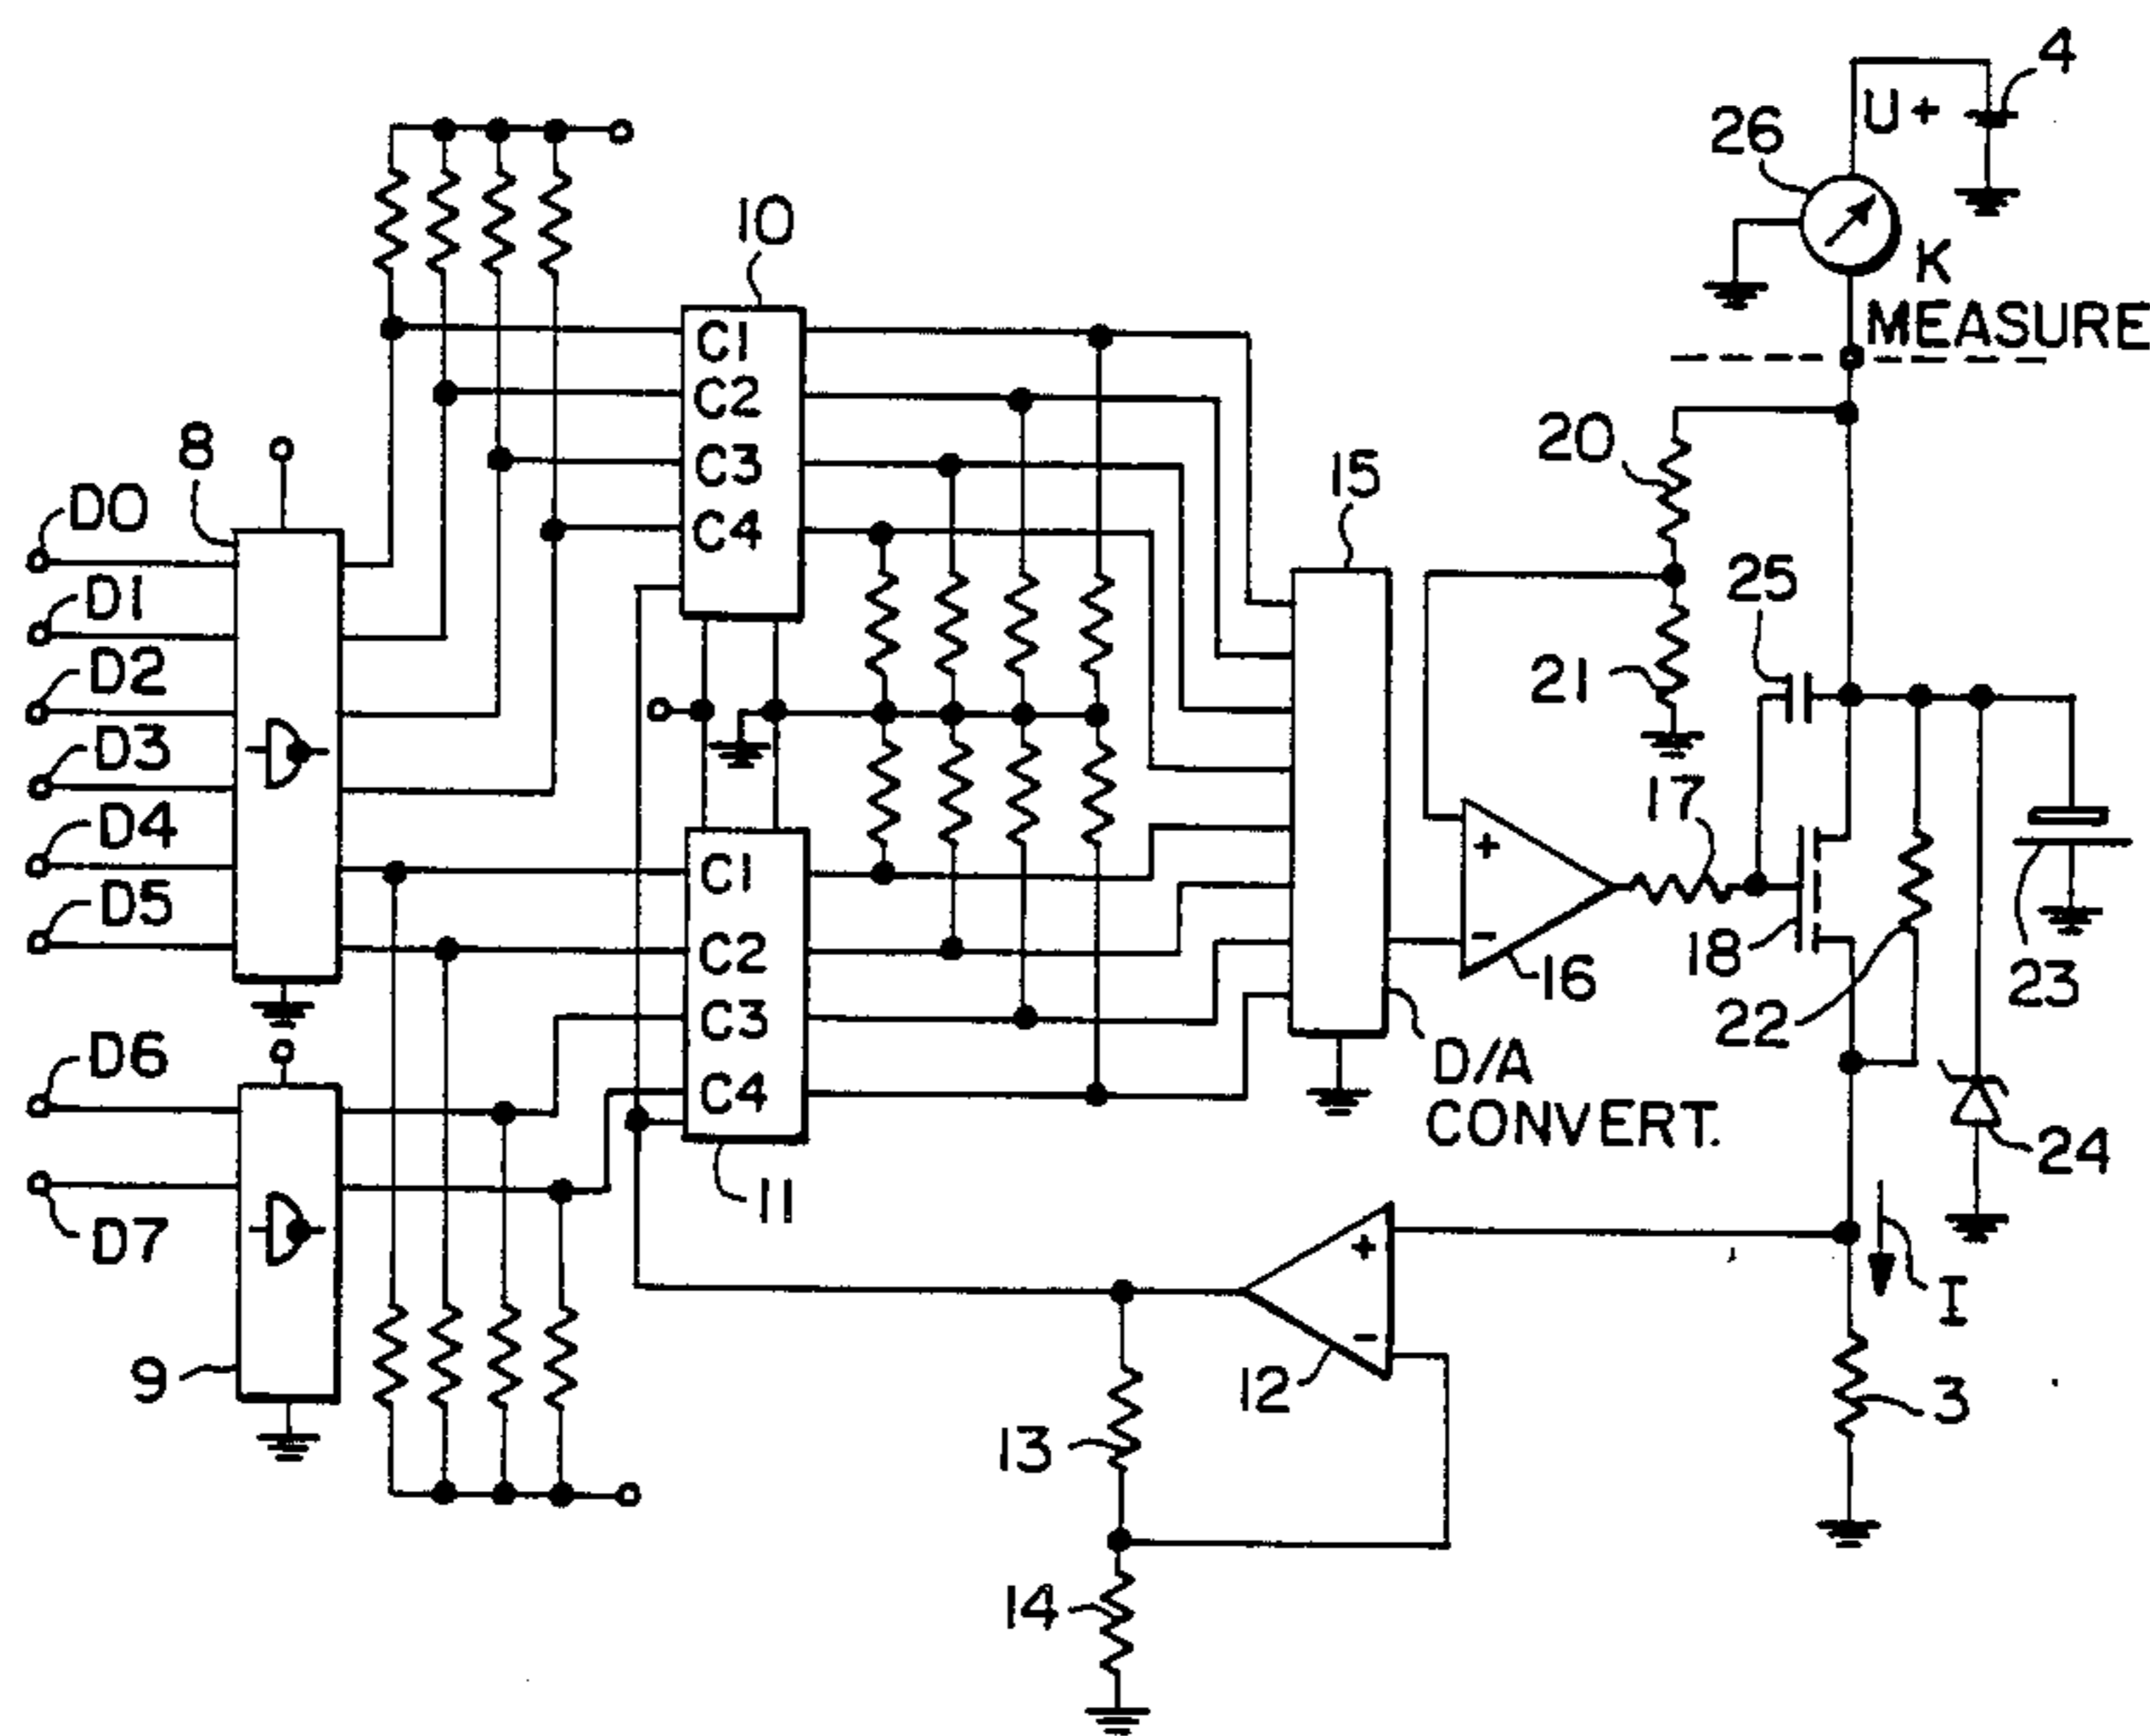 4
U +
26
10
K
MEASURE
C1
C2
C3
C4
8
20
15
D0
25
D1
D2
21
D3
17
D4
+
C1
D5
C2
18
-
16
23
22
C3
D6
D/A
CONVERT.
C4
24
11
D7
+
I
-
12
9
3
13
14